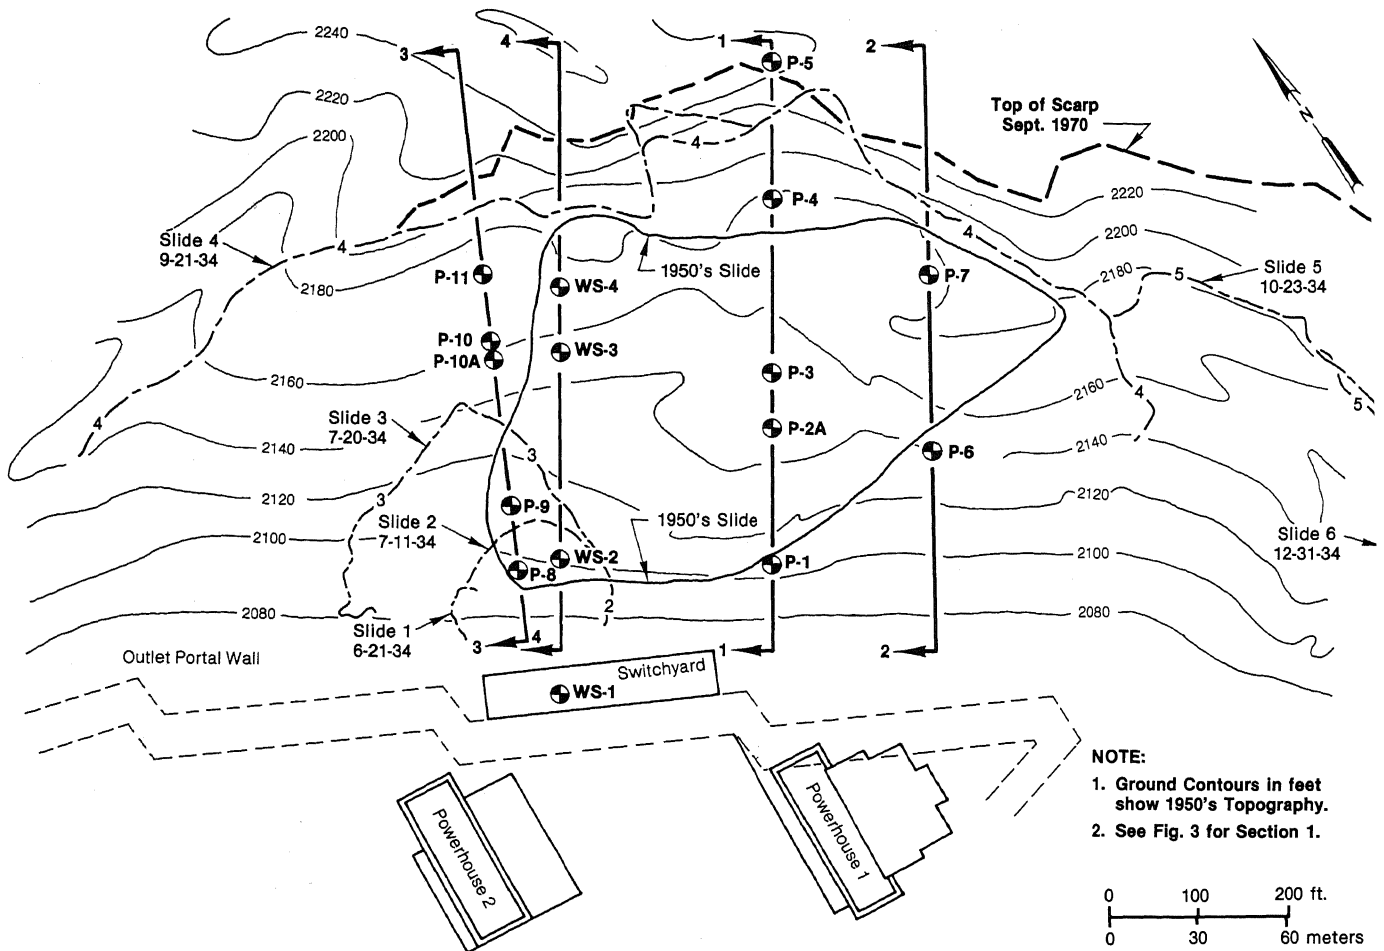 2240
3
4
1
P-5
2
2220
2200
Top of Scarp
Sept. 1970
N
4
2220
P-4
2200
Slide 4
9-21-34
4
4
1950's Slide
2180
P-11
WS-4
P-7
2180
5
Slide 5
10-23-34
P-10
P-10A
WS-3
2160
P-3
2160
4
5
Slide 3
7-20-34
4
2140
P-2A
2140
3
P-6
2120
3
P-9
2120
Slide 2
7-11-34
1950's Slide
2100
WS-2
P-1
2100
Slide 6
12-31-34
P-8
2080
2
2080
Slide 1
6-21-34
3
4
1
2
Outlet Portal Wall
Switchyard
WS-1
Powerhouse 2
Powerhouse 1
NOTE:
1. Ground Contours in feet
show 1950's Topography.
2. See Fig. 3 for Section 1.
0 100 200 ft.
0 30 60 meters